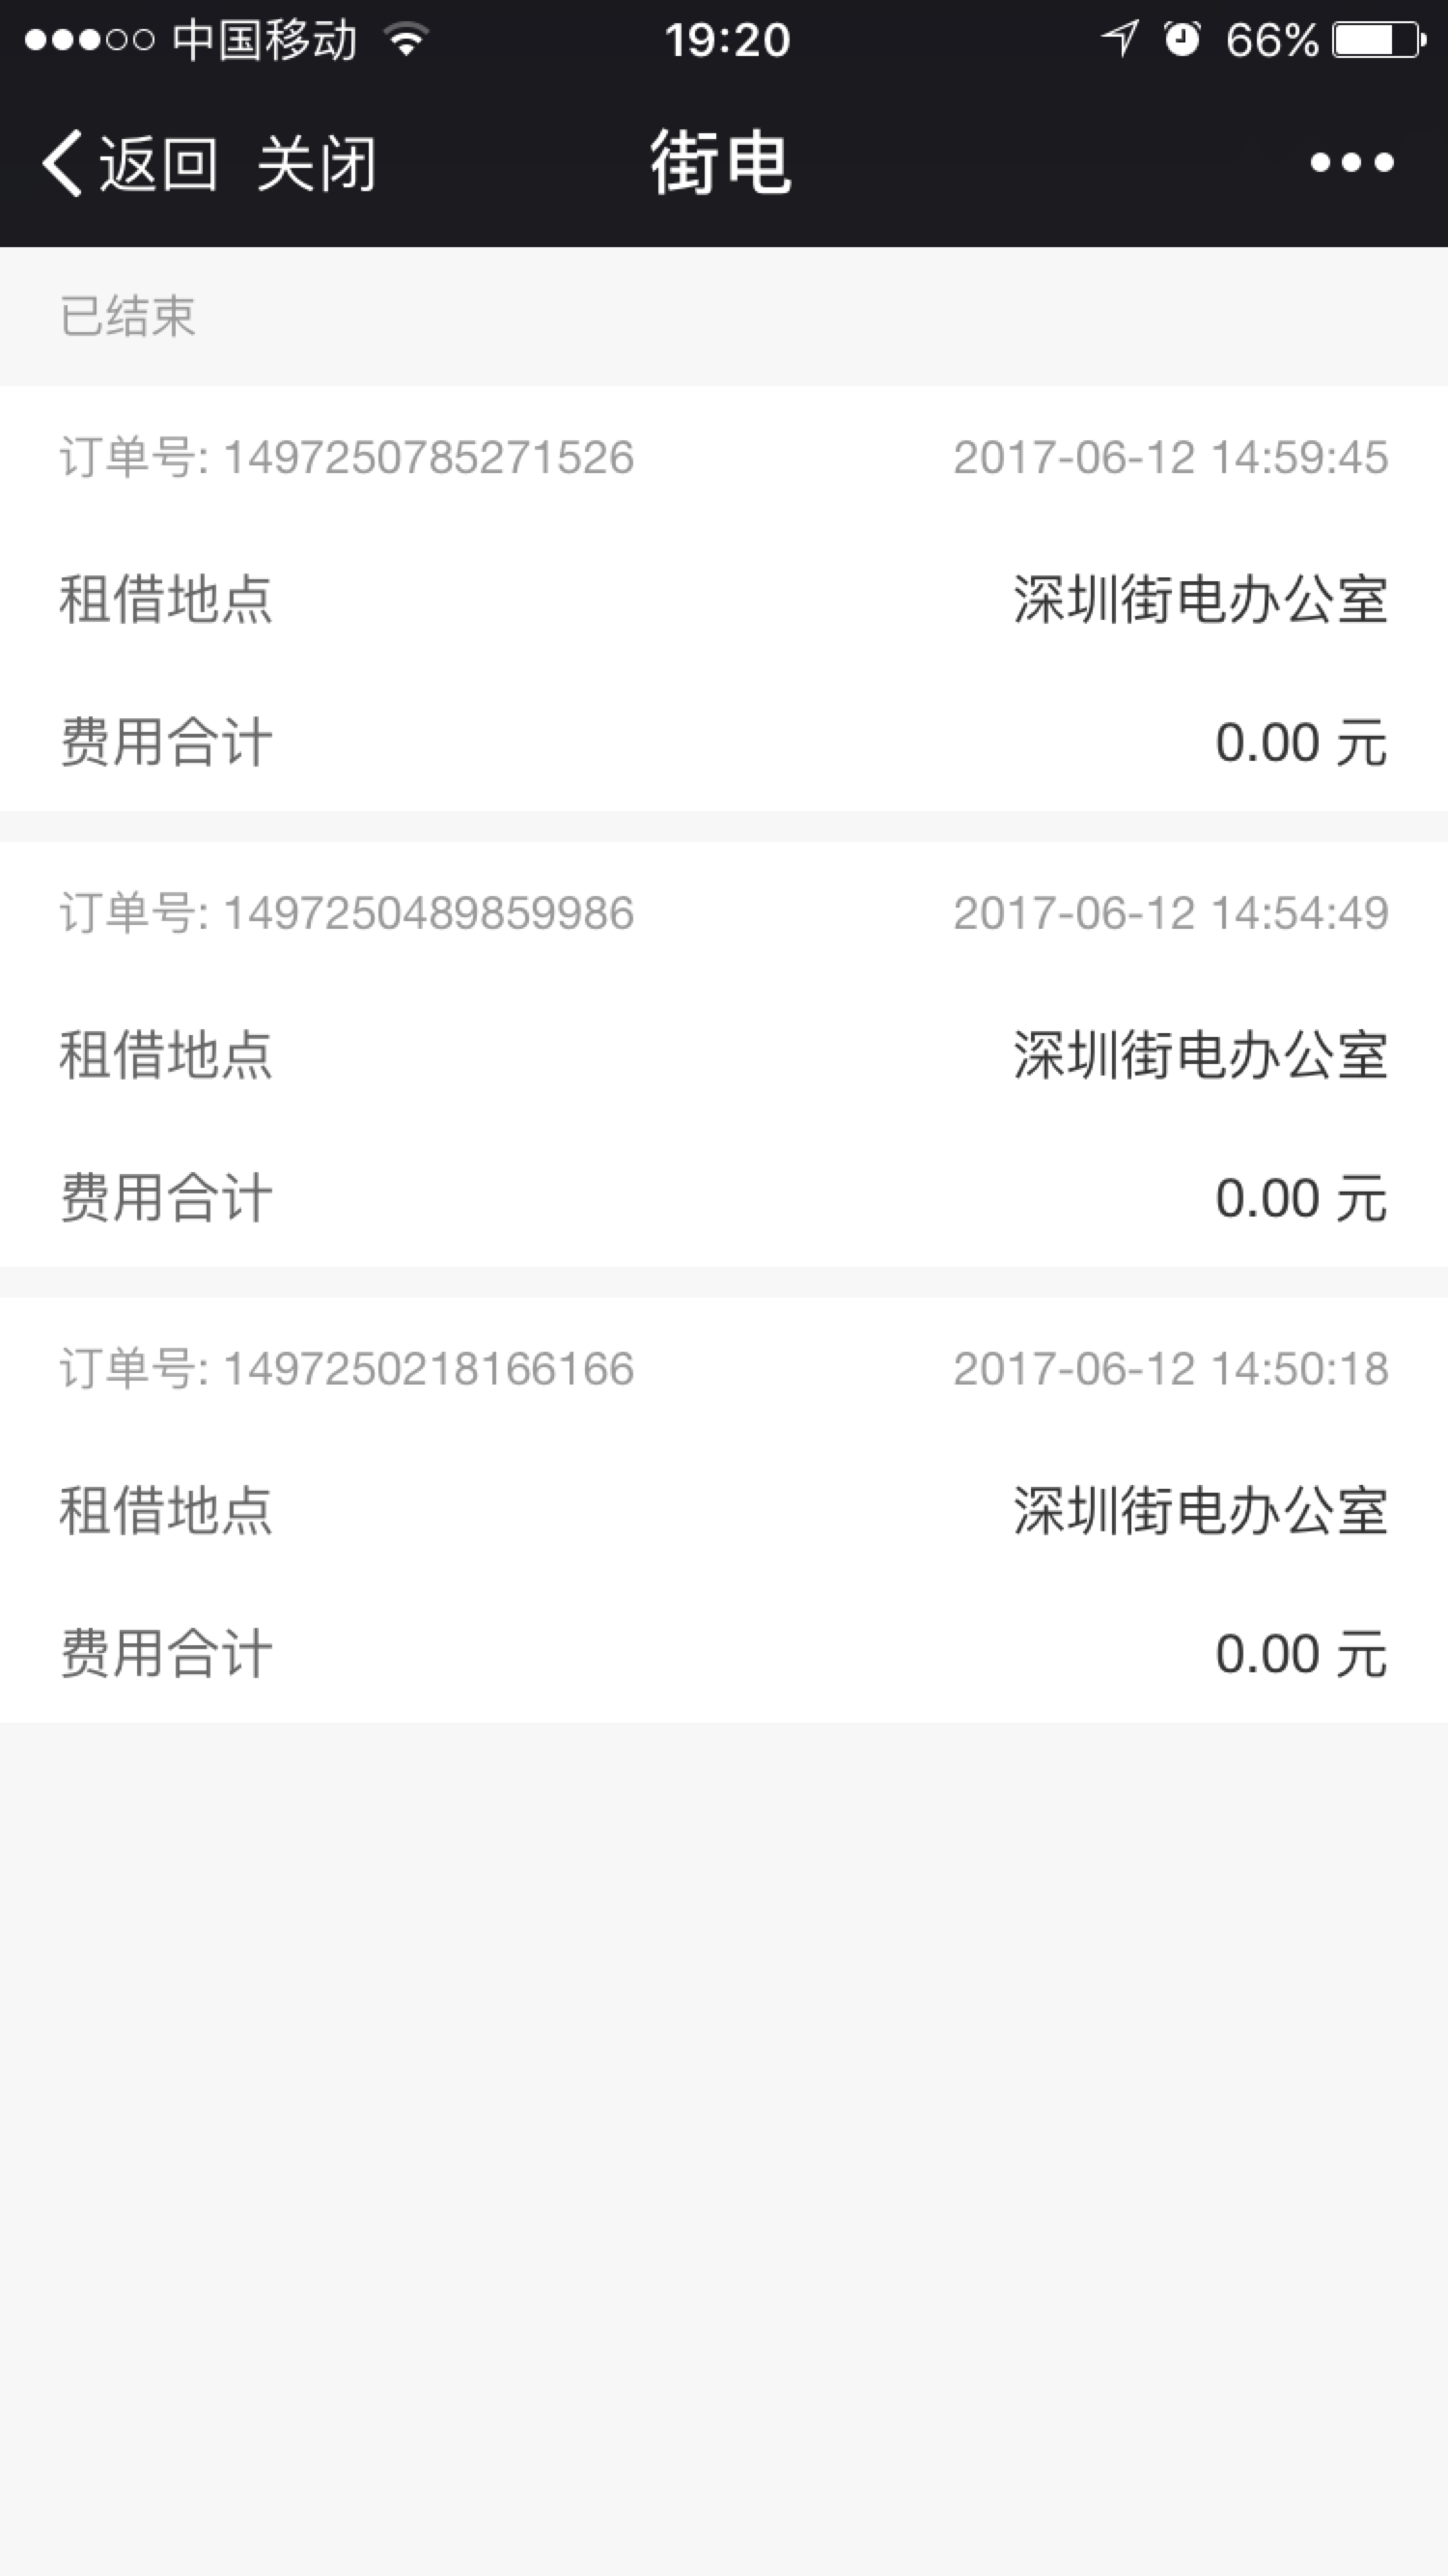 中国移动 19:20 66%
返回 关闭 街电
已结束
订单号: 1497250785271526 2017-06-12 14:59:45
租借地点 深圳街电办公室
费用合计 0.00 元
订单号: 1497250489859986 2017-06-12 14:54:49
租借地点 深圳街电办公室
费用合计 0.00 元
订单号: 1497250218166166 2017-06-12 14:50:18
租借地点 深圳街电办公室
费用合计 0.00 元